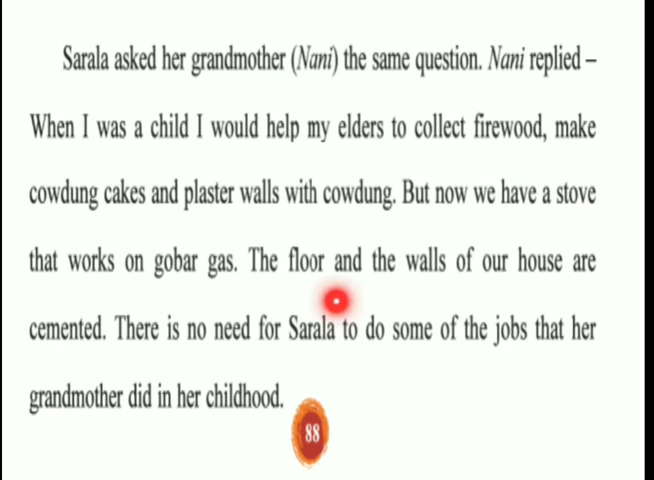 Sarala asked her grandmother (Nani) the same question. Nani replied –
When I was a child I would help my elders to collect firewood, make
cowdung cakes and plaster walls with cowdung. But now we have a stove
that works on gobar gas. The floor and the walls of our house are
cemented. There is no need for Sarala to do some of the jobs that her
grandmother did in her childhood.
88